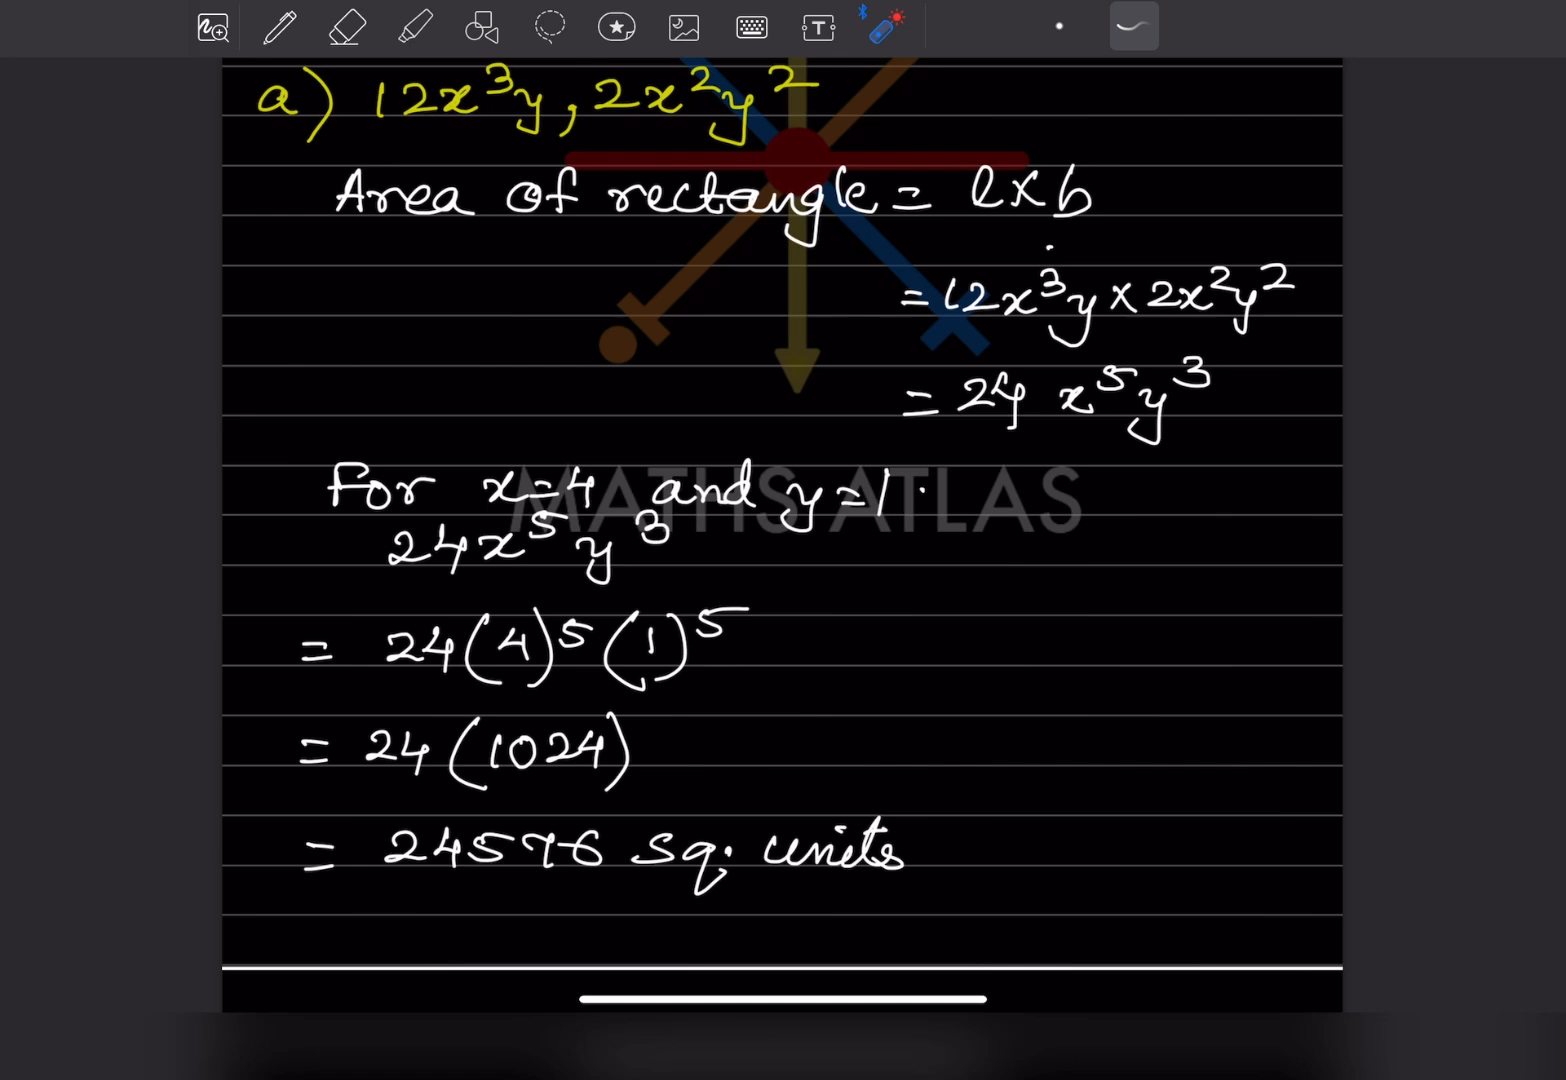 a) 12x³y, 2x²y²
Area of rectangle = l×b
= 12x³y × 2x²y²
= 24 x⁵y³
For x=4 and y=1.
MATHS ATLAS
24x⁵y³
= 24(4)⁵(1)⁵
= 24(1024)
= 24576 sq. units